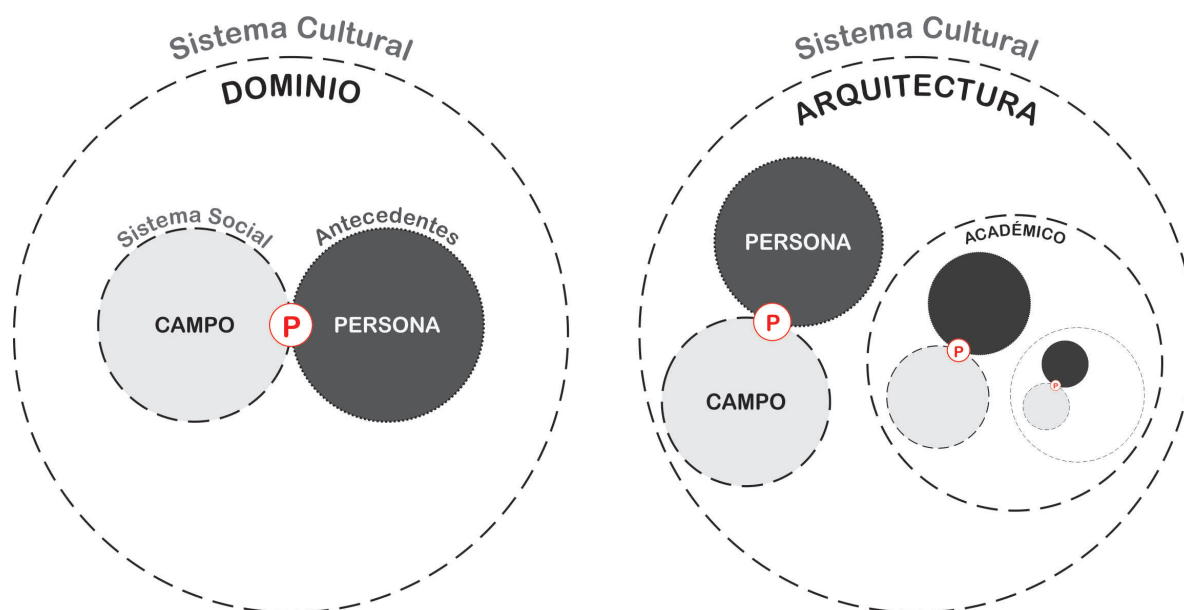 Sistema Cultural
DOMINIO
Sistema Social
Antecedentes
CAMPO
P
PERSONA
Sistema Cultural
ARQUITECTURA
PERSONA
P
CAMPO
ACADÉMICO
P
P